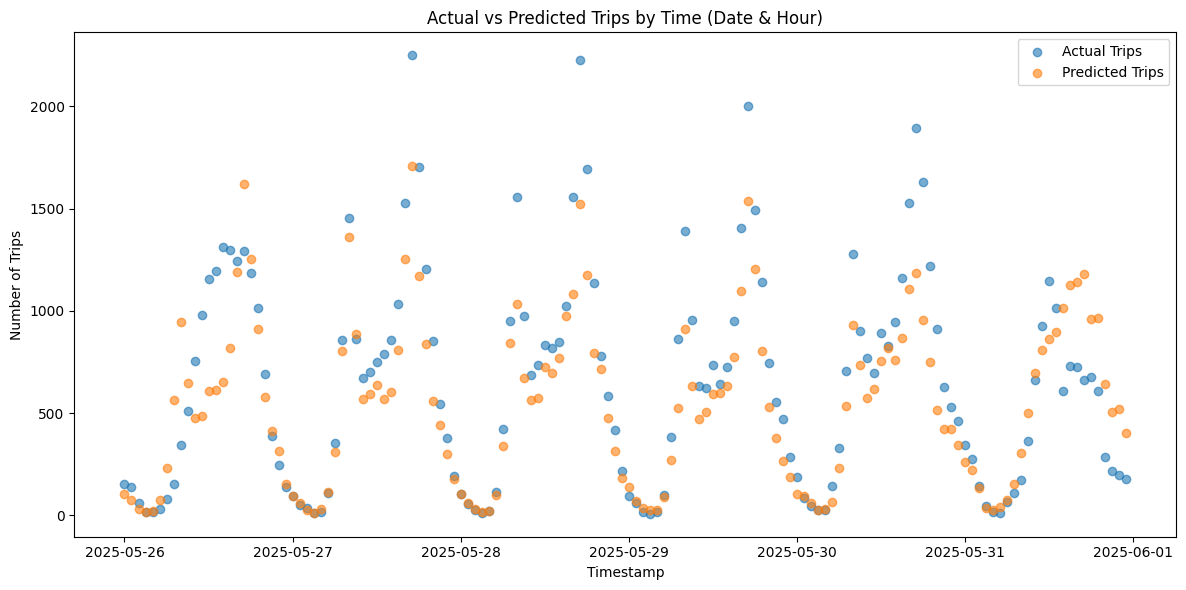 Actual vs Predicted Trips by Time (Date & Hour)
Actual Trips
Predicted Trips
Number of Trips
2000
1500
1000
500
0
2025-05-26
2025-05-27
2025-05-28
2025-05-29
2025-05-30
2025-05-31
2025-06-01
Timestamp